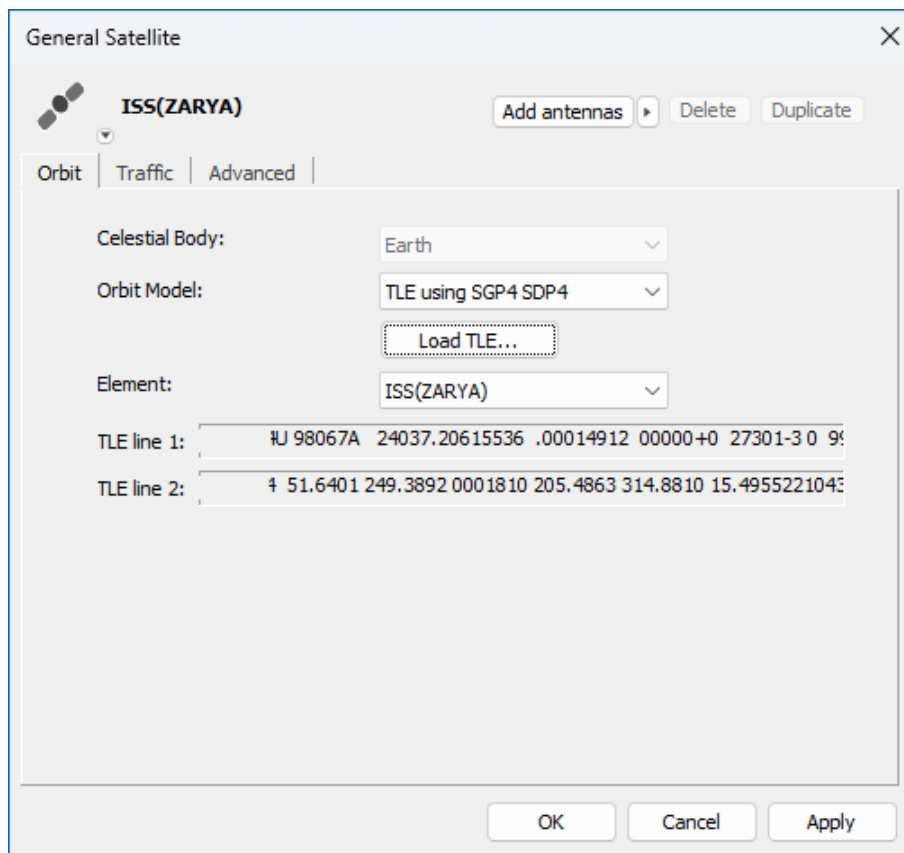 General Satellite
ISS(ZARYA)
Add antennas
Delete
Duplicate
Orbit
Traffic
Advanced
Celestial Body:
Earth
Orbit Model:
TLE using SGP4 SDP4
Load TLE...
Element:
ISS(ZARYA)
TLE line 1: 98067A 24037.20615536 .00014912 00000+0 27301-3 0
TLE line 2: 51.6401 249.3892 0001810 205.4863 314.8810 15.4955221043
OK
Cancel
Apply